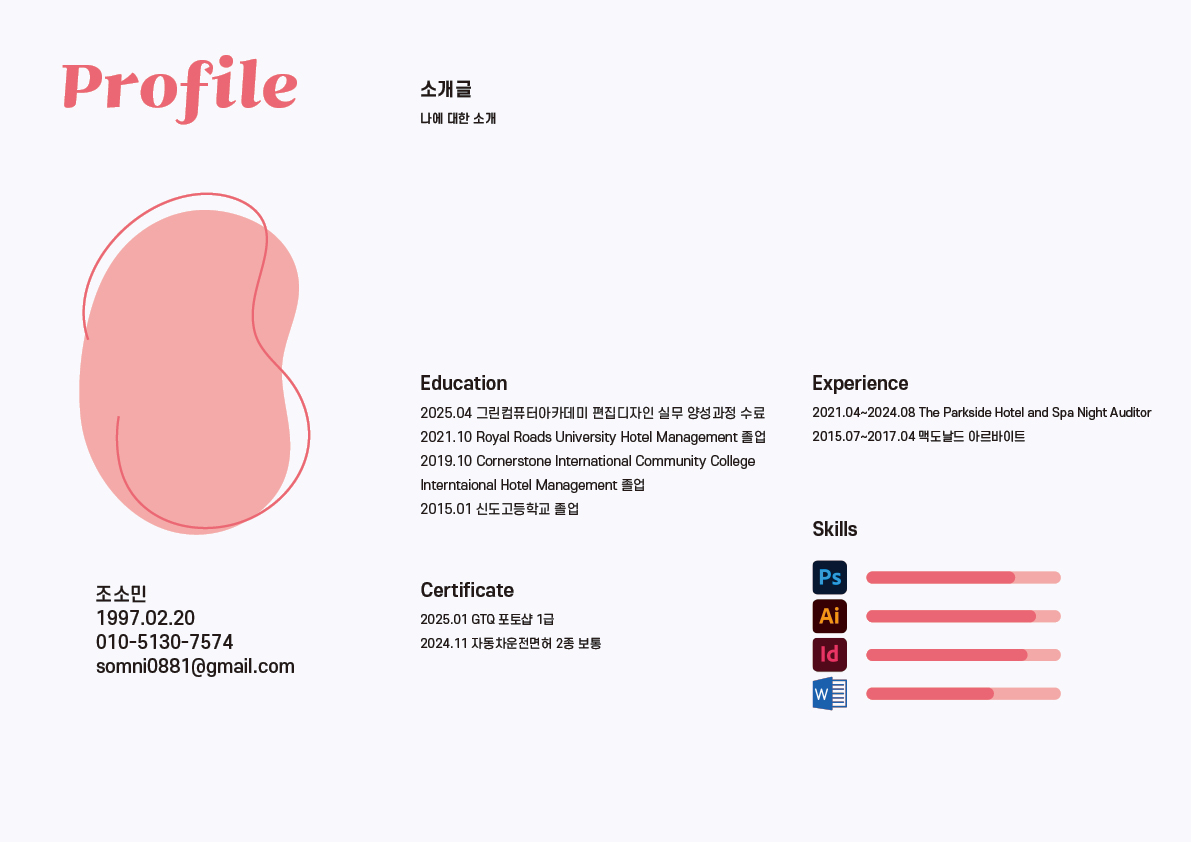 Profile
소개글
나에 대한 소개
조소민
1997.02.20
010-5130-7574
somni0881@gmail.com
Education
2025.04 그린컴퓨터아카데미 편집디자인 실무 양성과정 수료
2021.10 Royal Roads University Hotel Management 졸업
2019.10 Cornerstone International Community College
Interntaional Hotel Management 졸업
2015.01 신도고등학교 졸업
Certificate
2025.01 GTQ 포토샵 1급
2024.11 자동차운전면허 2종 보통
Experience
2021.04~2024.08 The Parkside Hotel and Spa Night Auditor
2015.07~2017.04 맥도날드 아르바이트
Skills
Ps
Ai
Id
W